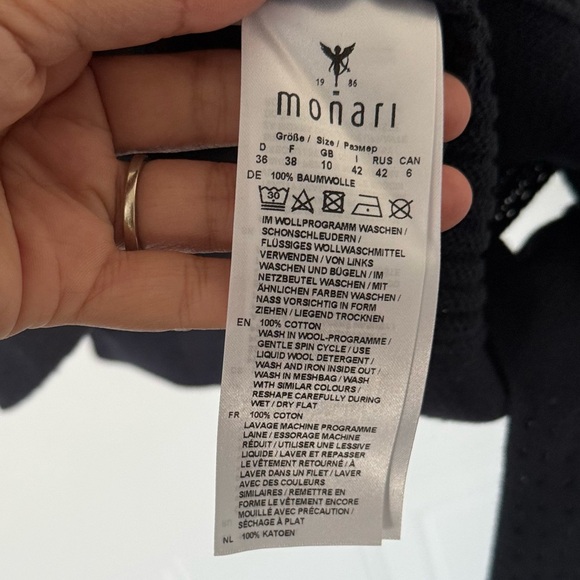 19 86
monari
Größe / Size / Размер
D F GB I RUS CAN
36 38 10 42 42 6
DE 100% BAUMWOLLE
30
IM WOLLPROGRAMM WASCHEN /
SCHONSCHLEUDERN /
FLÜSSIGES WOLLWASCHMITTEL
VERWENDEN / VON LINKS
WASCHEN UND BÜGELN / IM
NETZBEUTEL WASCHEN / MIT
ÄHNLICHEN FARBEN WASCHEN /
NASS VORSICHTIG IN FORM
ZIEHEN / LIEGEND TROCKNEN
EN 100% COTTON
WASH IN WOOL-PROGRAMME /
GENTLE SPIN CYCLE / USE
LIQUID WOOL DETERGENT /
WASH AND IRON INSIDE OUT /
WASH IN MESHBAG / WASH
WITH SIMILAR COLOURS /
RESHAPE CAREFULLY DURING
WET / DRY FLAT
FR 100% COTON
LAVAGE MACHINE PROGRAMME
LAINE / ESSORAGE MACHINE
RÉDUIT / UTILISER UNE LESSIVE
LIQUIDE / LAVER ET REPASSER
LE VÊTEMENT RETOURNÉ / À
LAVER DANS UN FILET / LAVER
AVEC DES COULEURS
SIMILAIRES / REMETTRE EN
FORME LE VÊTEMENT ENCORE
MOUILLÉ AVEC PRÉCAUTION /
SÉCHAGE À PLAT
NL 100% KATOEN